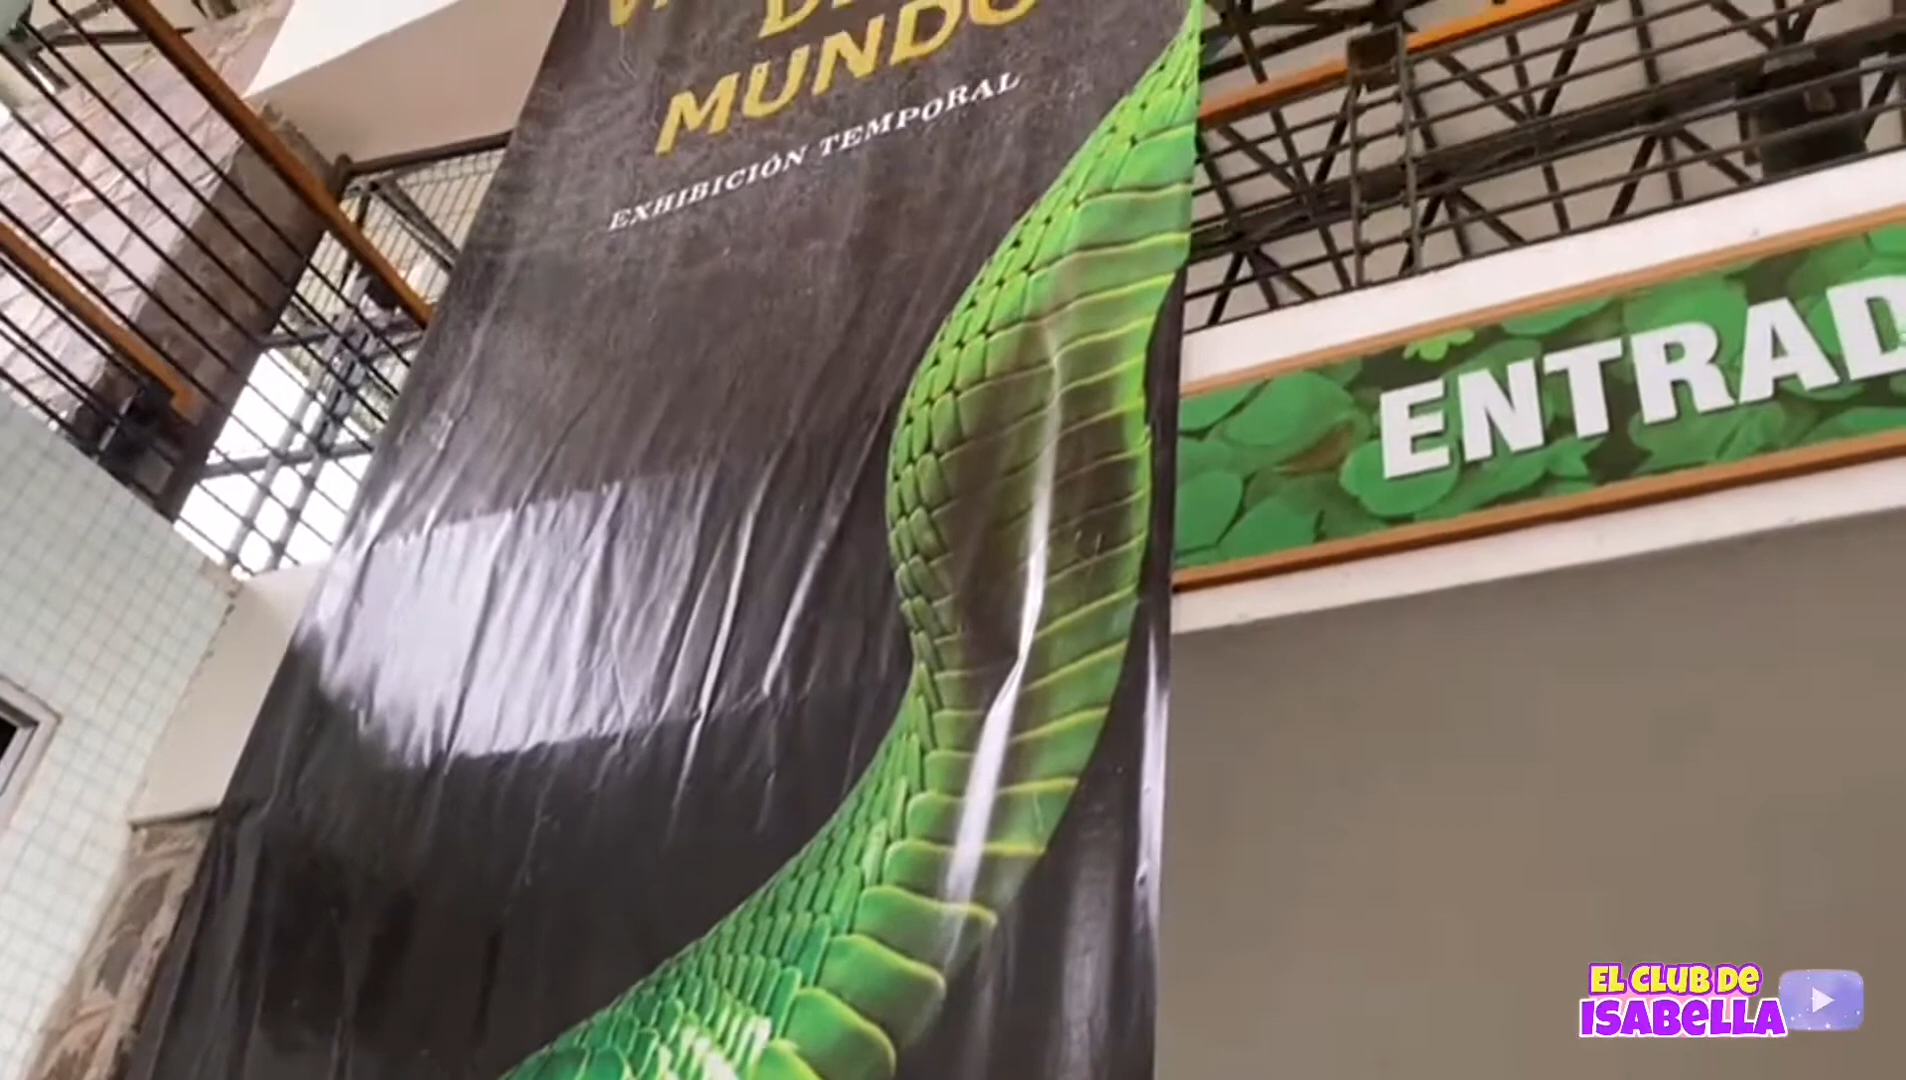 MUNDO
EXHIBICIÓN TEMPORAL
ENTRAD
EL CLUB DE
ISABELLA